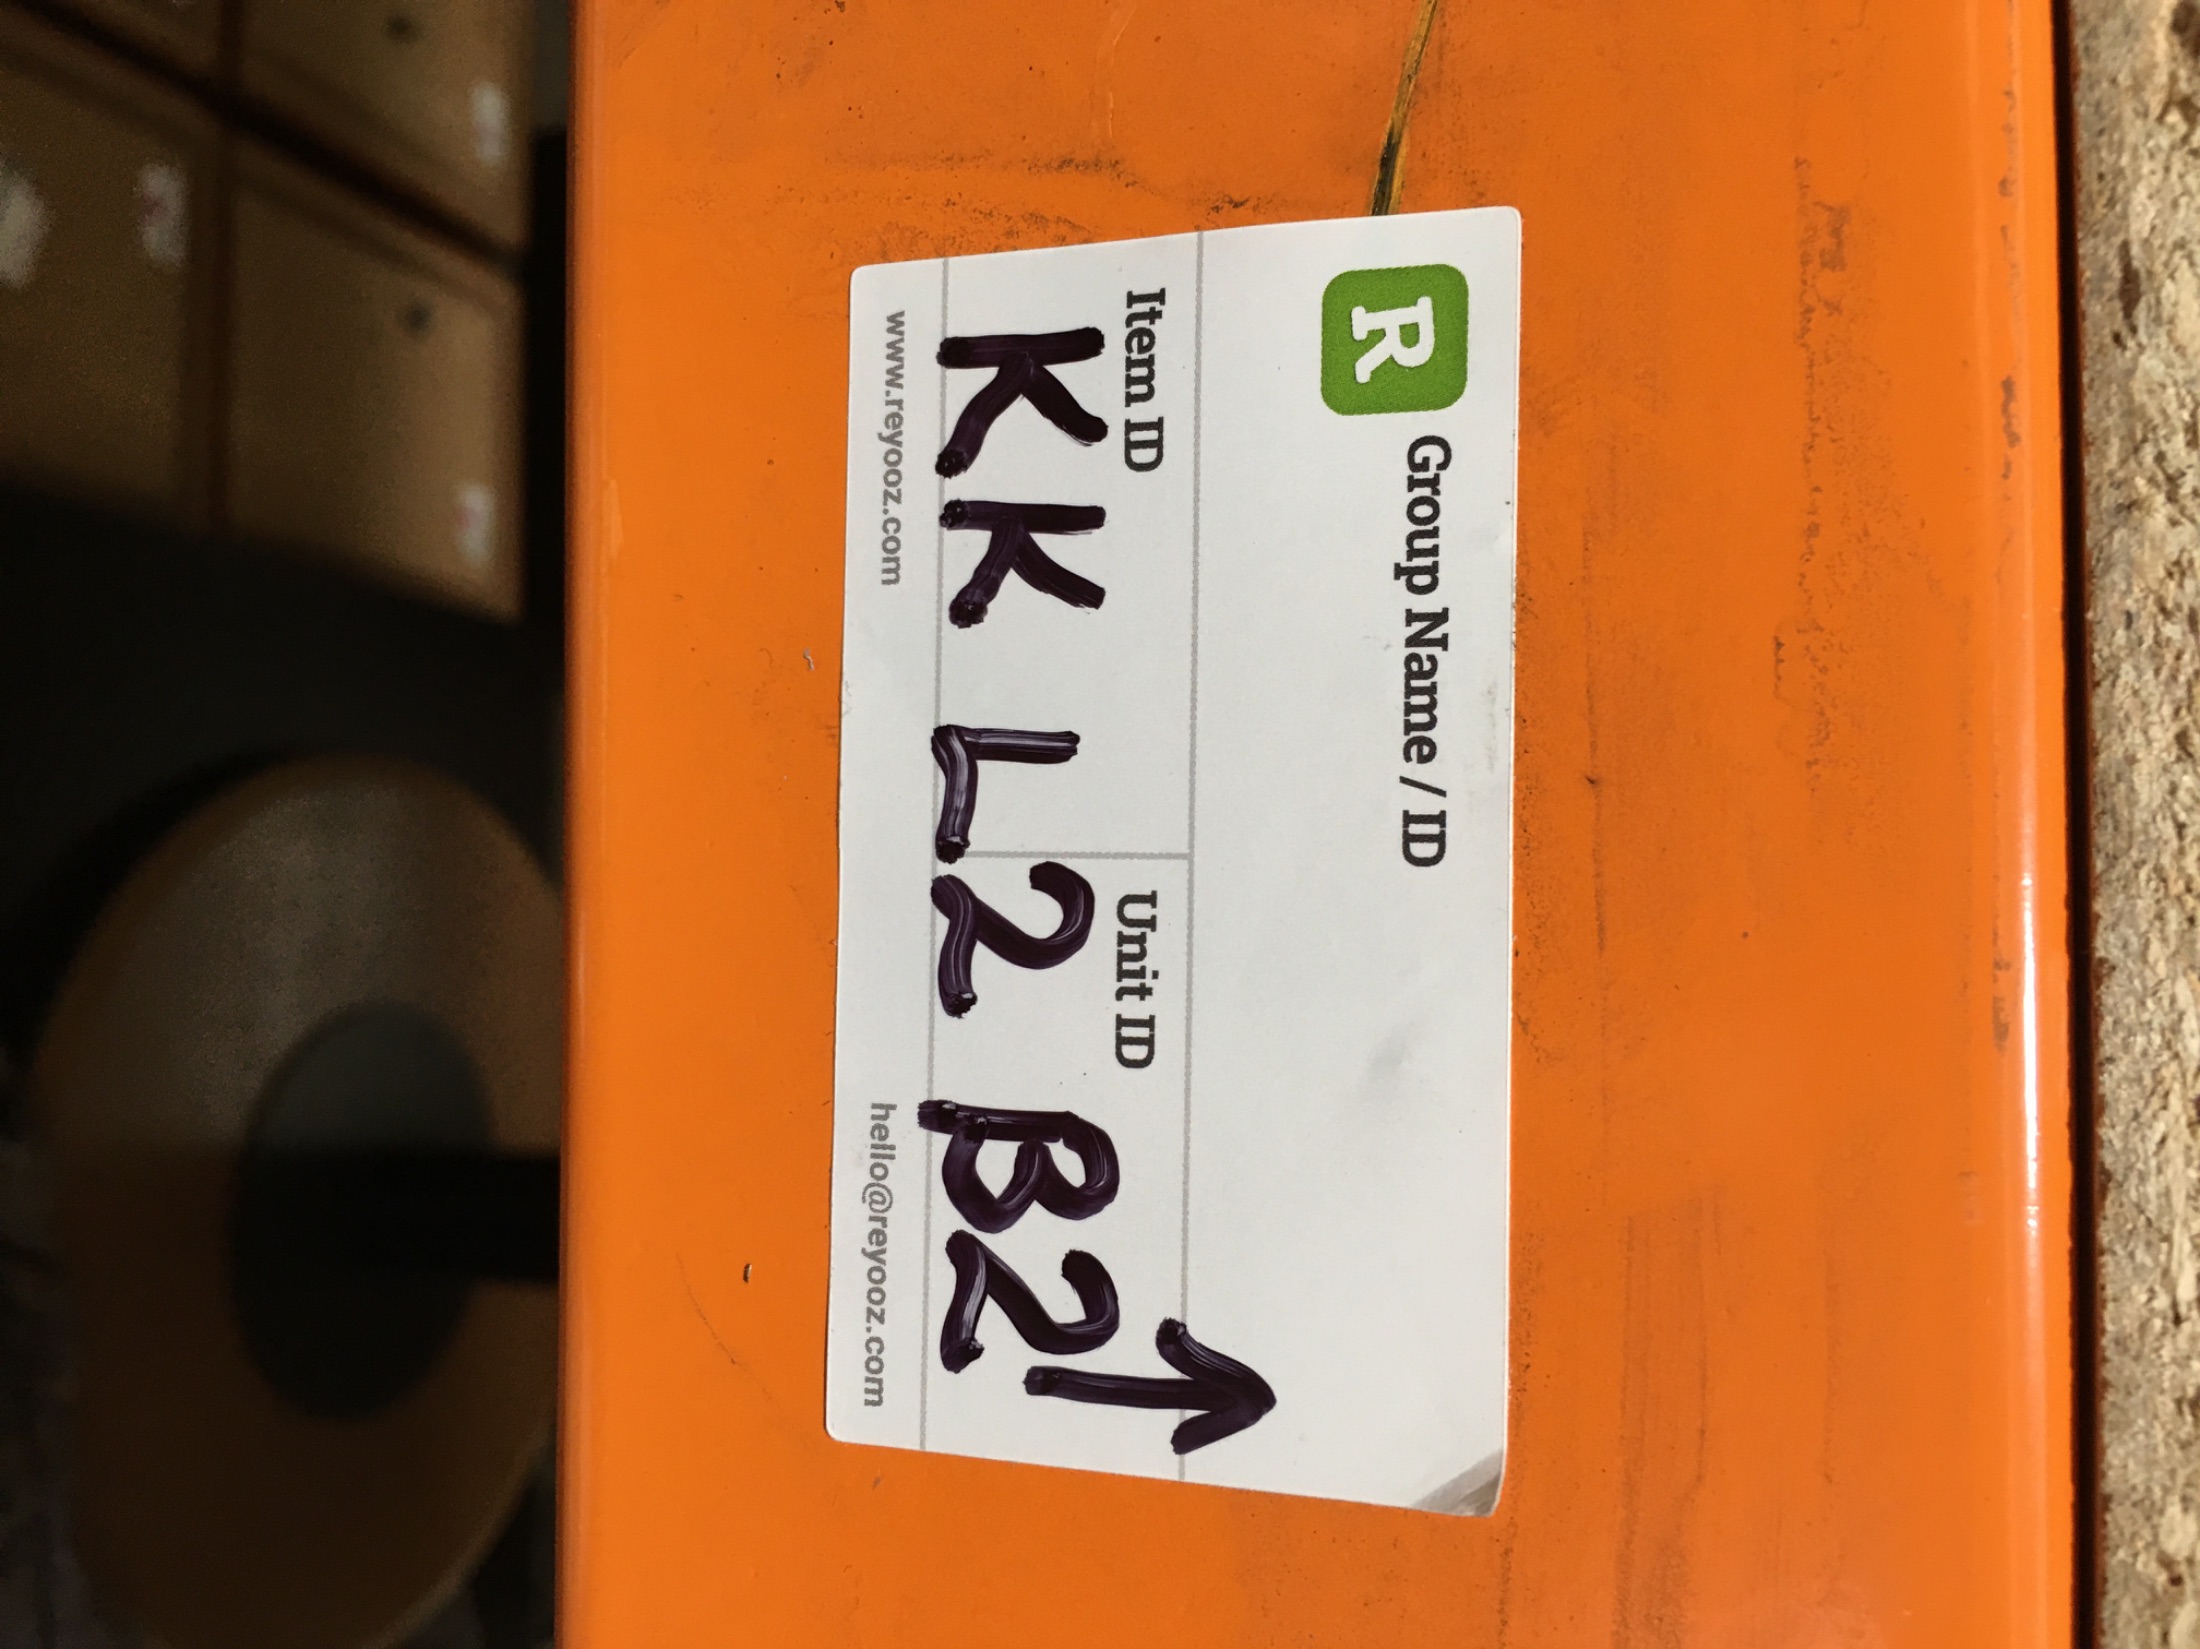 R Group Name / ID
Item ID Unit ID
KK L2 B2↑
www.reyooz.com hello@reyooz.com